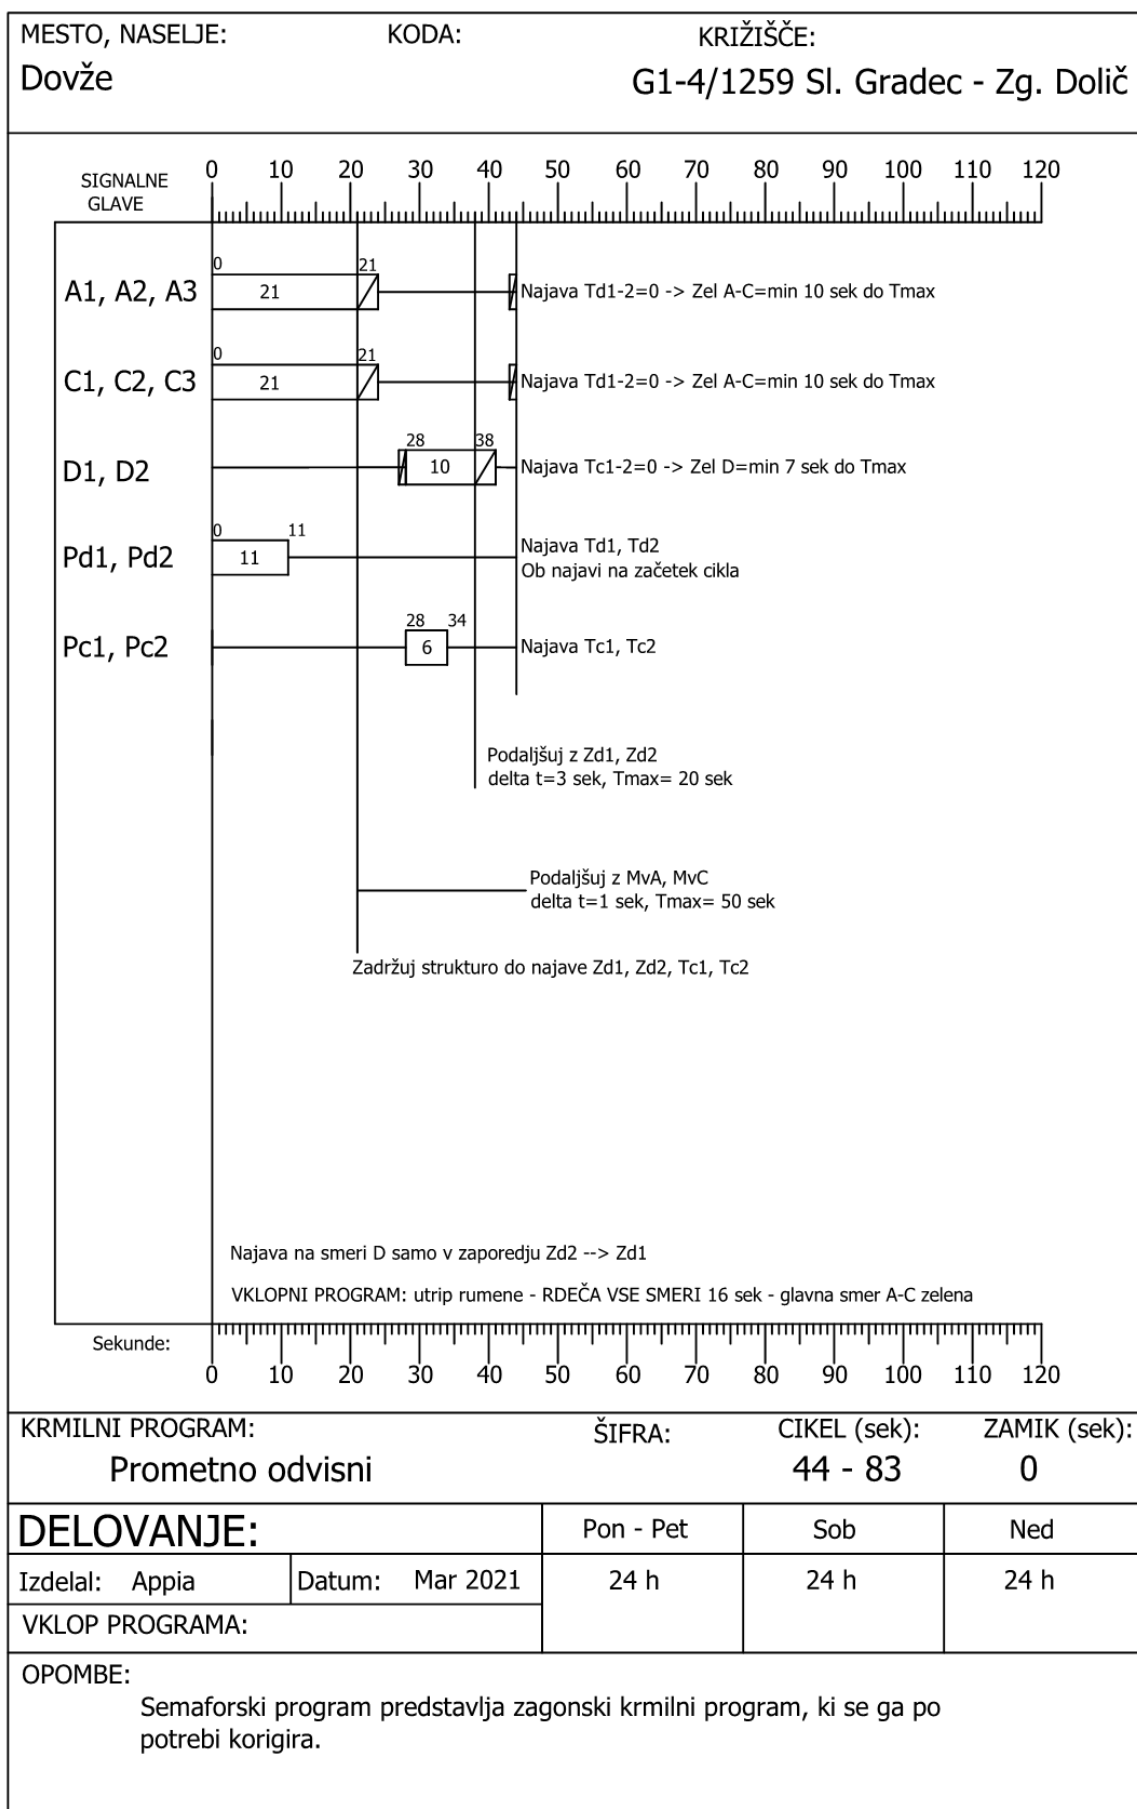 MESTO, NASELJE: KODA: KRIŽIŠČE:
Dovže G1-4/1259 Sl. Gradec - Zg. Dolič
SIGNALNE
GLAVE
0 10 20 30 40 50 60 70 80 90 100 110 120
0 21
A1, A2, A3 21 Najava Td1-2=0 -> Zel A-C=min 10 sek do Tmax
0 21
C1, C2, C3 21 Najava Td1-2=0 -> Zel A-C=min 10 sek do Tmax
28 38
D1, D2 10 Najava Tc1-2=0 -> Zel D=min 7 sek do Tmax
0 11
Pd1, Pd2 11 Najava Td1, Td2
Ob najavi na začetek cikla
28 34
Pc1, Pc2 6 Najava Tc1, Tc2
Podaljšuj z Zd1, Zd2
delta t=3 sek, Tmax= 20 sek
Podaljšuj z MvA, MvC
delta t=1 sek, Tmax= 50 sek
Zadržuj strukturo do najave Zd1, Zd2, Tc1, Tc2
Najava na smeri D samo v zaporedju Zd2 --> Zd1
VKLOPNI PROGRAM: utrip rumene - RDEČA VSE SMERI 16 sek - glavna smer A-C zelena
Sekunde:
0 10 20 30 40 50 60 70 80 90 100 110 120
KRMILNI PROGRAM: ŠIFRA: CIKEL (sek): ZAMIK (sek):
Prometno odvisni 44 - 83 0
DELOVANJE: Pon - Pet Sob Ned
Izdelal: Appia Datum: Mar 2021 24 h 24 h 24 h
VKLOP PROGRAMA:
OPOMBE:
Semaforski program predstavlja zagonski krmilni program, ki se ga po
potrebi korigira.